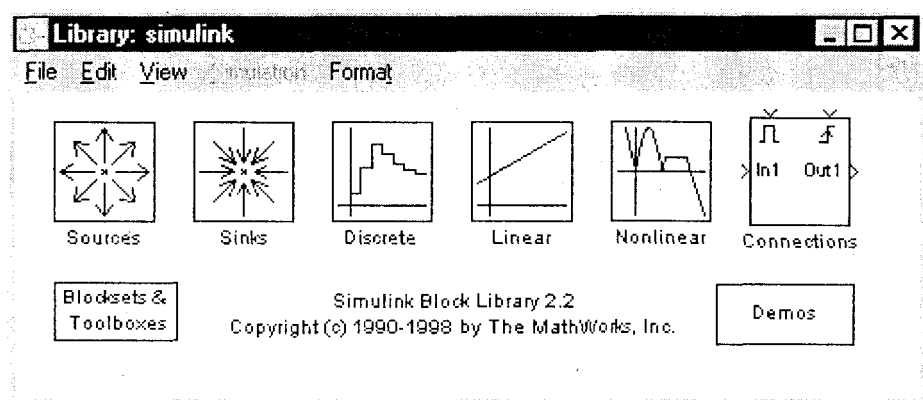 Library: simulink
File Edit View Simulation Format
In1 Out1
Sources Sinks Discrete Linear Nonlinear Connections
Blocksets &
Toolboxes
Simulink Block Library 2.2
Copyright (c) 1990-1998 by The MathWorks, Inc.
Demos